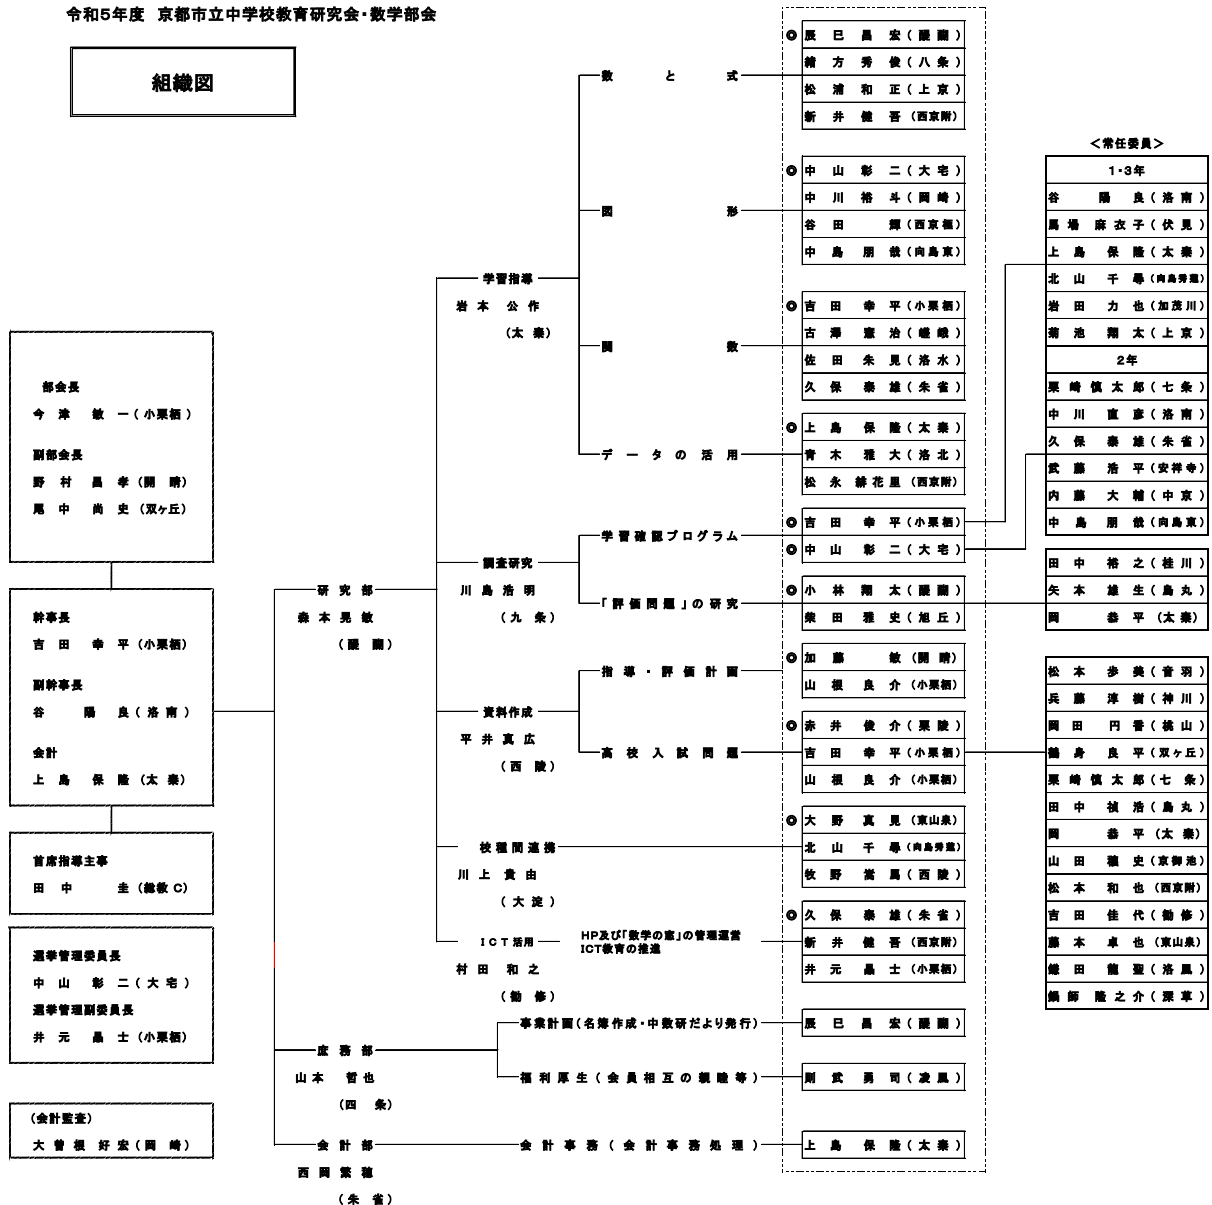 令和5年度 京都市立中学校教育研究会・数学部会
組織図
部会長
今津 敏一(小栗栖)
副部会長
野村 昌孝(開晴)
尾中 尚史(双ヶ丘)
幹事長
吉田 幸平(小栗栖)
副幹事長
谷 陽良(洛南)
会計
上島 保隆(太秦)
首席指導主事
田中 圭(総教C)
選挙管理委員長
中山 彰二(大宅)
選挙管理副委員長
井元 晶士(小栗栖)
(会計監査)
大曽根 好宏(岡崎)
研究部
森本晃敏
(醍醐)
庶務部
山本 哲也
(四条)
会計部
西岡繁穂
(朱雀)
学習指導
岩本 公作
(太秦)
調査研究
川島浩明
(九条)
資料作成
平井真広
(西陵)
校種間連携
川上貴由
(大淀)
ICT活用
村田 和之
(勧修)
数と式
図形
関数
データの活用
学習確認プログラム
「評価問題」の研究
指導・評価計画
高校入試問題
HP及び「数学の窓」の管理運営
ICT教育の推進
事業計画(名簿作成・中数研だより発行)
福利厚生(会員相互の親睦等)
会計事務(会計事務処理)
◎ 辰巳 昌宏(醍醐)
緒方 秀俊(八条)
松浦 和正(上京)
新井 健吾(西京附)
◎ 中山 彰二(大宅)
中川 裕斗(岡崎)
谷田 輝(西京極)
中島 朋哉(向島東)
◎ 吉田 幸平(小栗栖)
古澤 憲治(嵯峨)
佐田 朱見(洛水)
久保 泰雄(朱雀)
◎ 上島 保隆(太秦)
青木 雅大(洛北)
松永 緋花里(西京附)
◎ 吉田 幸平(小栗栖)
◎ 中山 彰二(大宅)
◎ 小林 翔太(醍醐)
柴田 雅史(旭丘)
◎ 加藤 敏(開晴)
山根 良介(小栗栖)
◎ 赤井 俊介(栗陵)
吉田 幸平(小栗栖)
山根 良介(小栗栖)
◎ 大野 真見(東山泉)
北山 千尋(向島秀蓮)
牧野 嵩馬(西陵)
◎ 久保 泰雄(朱雀)
新井 健吾(西京附)
井元 晶士(小栗栖)
辰巳 昌宏(醍醐)
則武 勇司(凌風)
上島 保隆(太秦)
＜常任委員＞
1・3年
谷 陽良(洛南)
馬場 麻衣子(伏見)
上島 保隆(太秦)
北山 千尋(向島秀蓮)
岩田 力也(加茂川)
菊池 翔太(上京)
2年
栗崎 慎太郎(七条)
中川 直彦(洛南)
久保 泰雄(朱雀)
武藤 浩平(安祥寺)
内藤 大輔(中京)
中島 朋哉(向島東)
田中 裕之(桂川)
矢本 雄生(烏丸)
岡 恭平(太秦)
松本 歩美(音羽)
兵藤 淳樹(神川)
岡田 円香(桃山)
鶴身 良平(双ヶ丘)
栗崎 慎太郎(七条)
田中 禎浩(烏丸)
岡 恭平(太秦)
山田 穣史(京御池)
松本 和也(西京附)
吉田 佳代(勧修)
藤本 卓也(東山泉)
鎌田 龍聖(洛風)
鍋師 隆之介(深草)